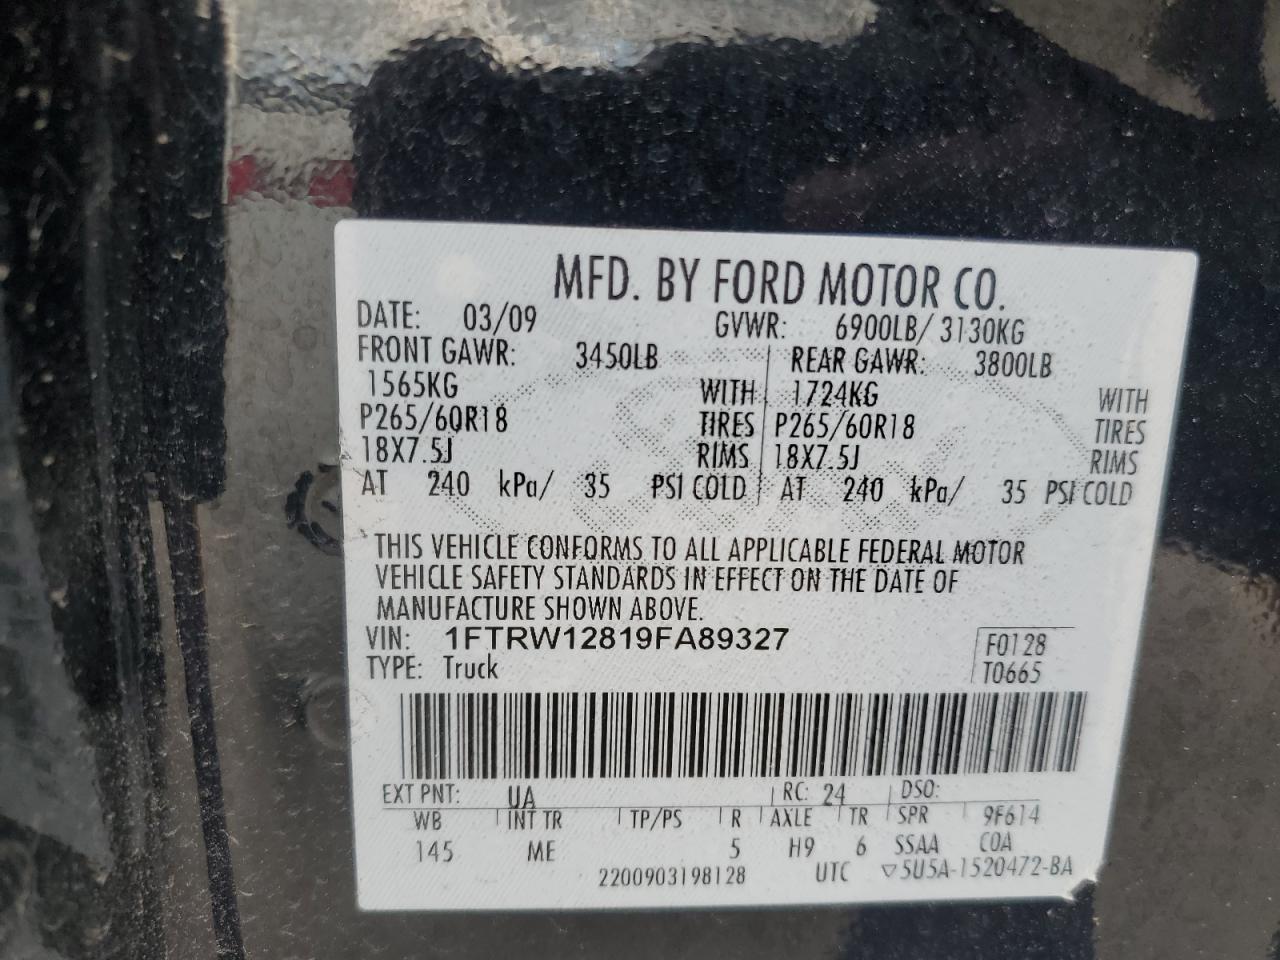 MFD. BY FORD MOTOR CO.
DATE: 03/09 GVWR: 6900LB/ 3130KG
FRONT GAWR: 3450LB REAR GAWR: 3800LB
1565KG WITH 1724KG WITH
P265/60R18 TIRES P265/60R18 TIRES
18X7.5J RIMS 18X7.5J RIMS
AT 240 kPa/ 35 PSI COLD AT 240 kPa/ 35 PSI COLD
THIS VEHICLE CONFORMS TO ALL APPLICABLE FEDERAL MOTOR
VEHICLE SAFETY STANDARDS IN EFFECT ON THE DATE OF
MANUFACTURE SHOWN ABOVE.
VIN: 1FTRW12819FA89327 F0128
TYPE: Truck T0665
EXT PNT: UA RC: 24 DSO:
WB INT TR TP/PS R AXLE TR SPR 9F614
145 ME 5 H9 6 SSAA COA
2200903198128 UTC ▽5U5A-1520472-BA